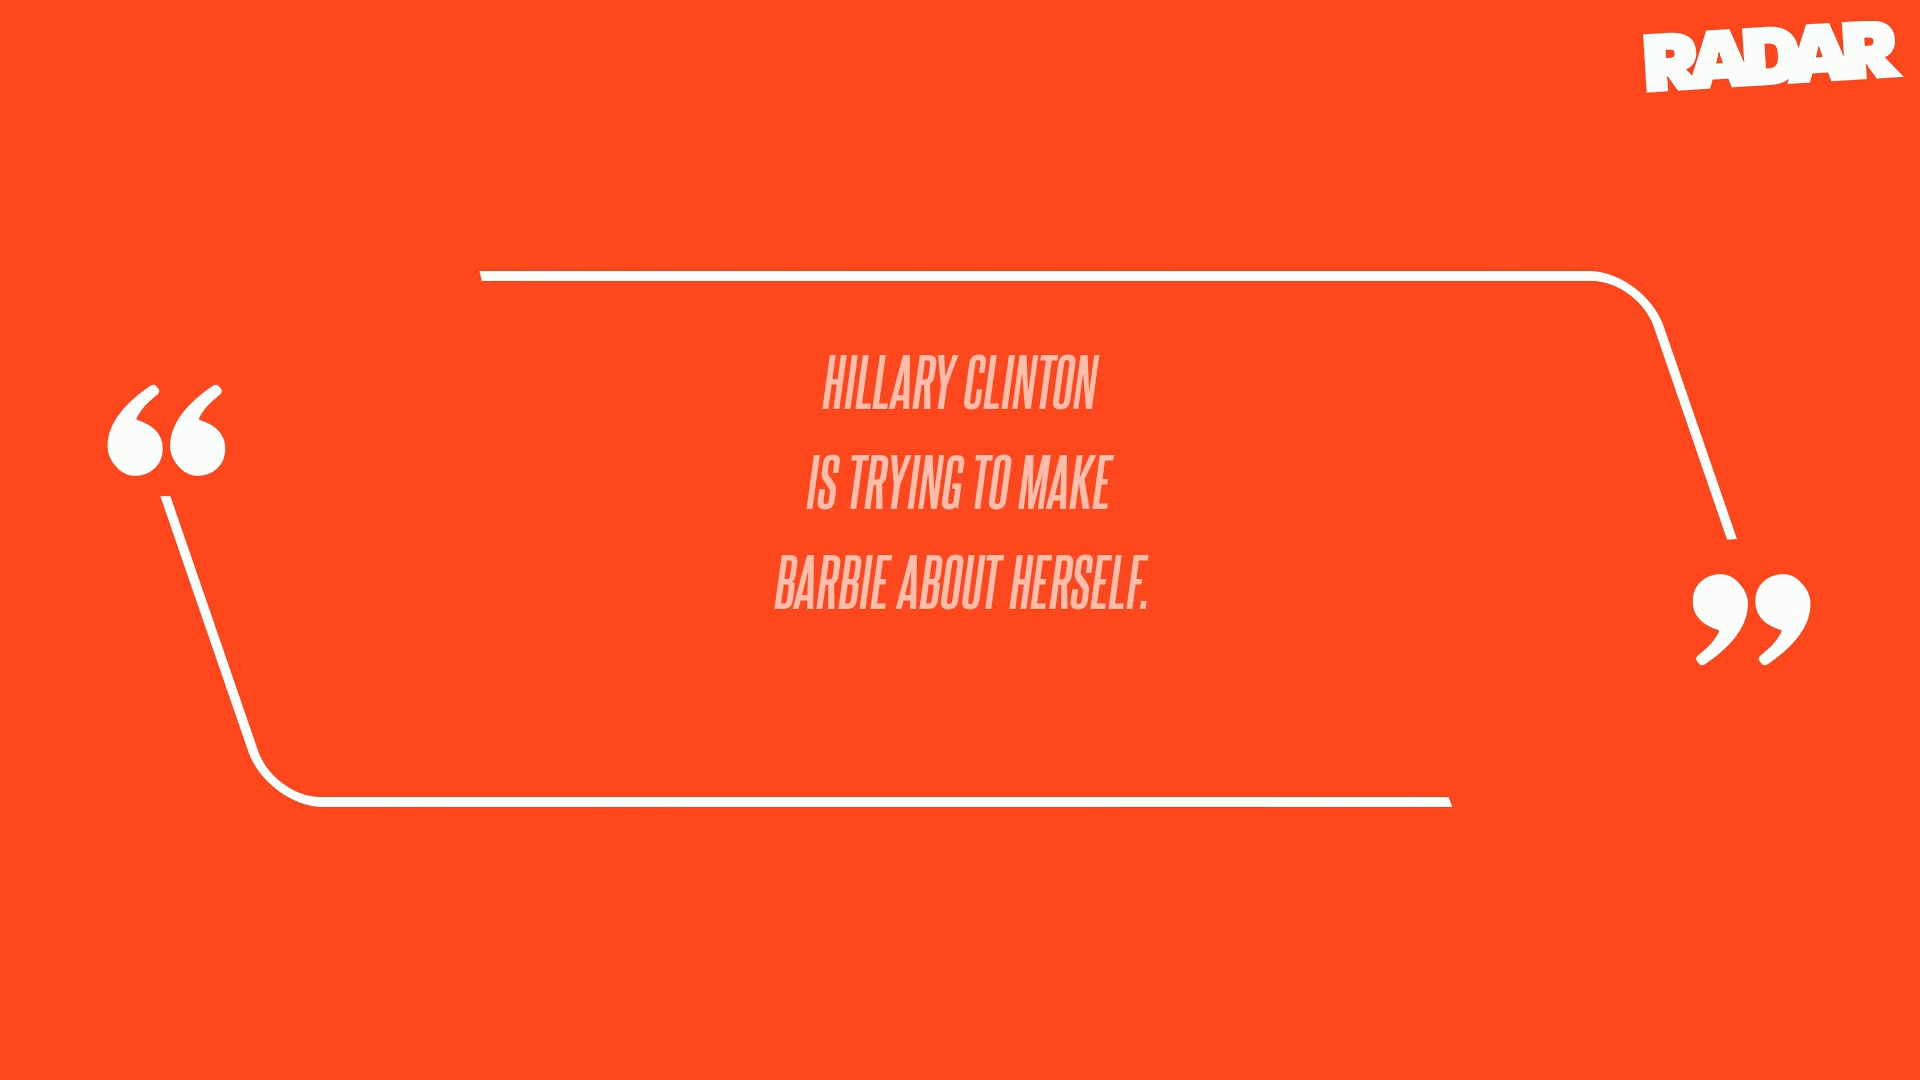 RADAR
“
HILLARY CLINTON
IS TRYING TO MAKE
BARBIE ABOUT HERSELF.
”